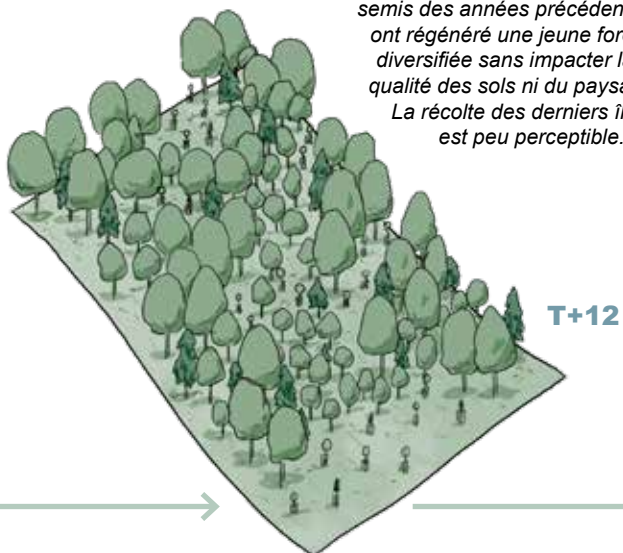 semis des années
ont régénéré une jeune
diversifiée sans impacter
qualité des sols ni du
La récolte des derniers
est peu perceptible.
T+12